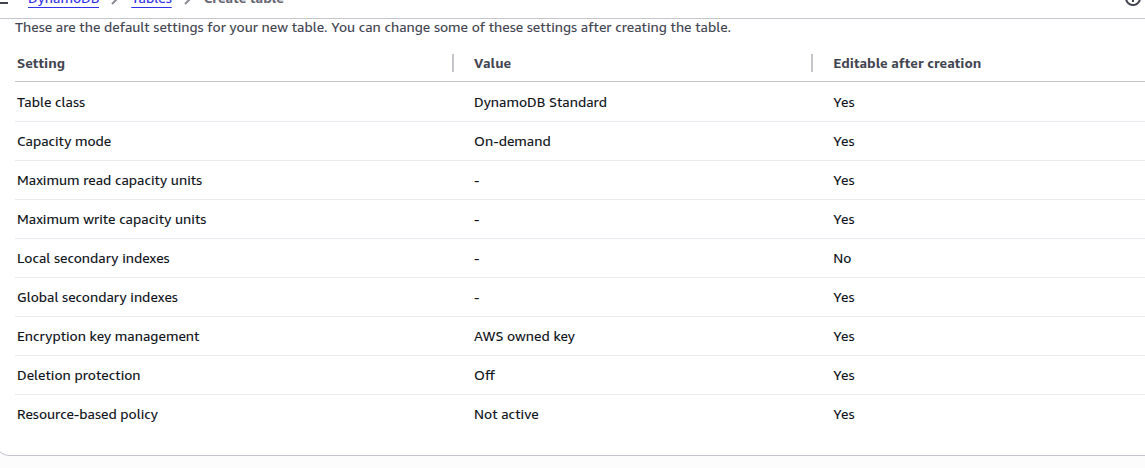 DynamoDB > Tables > Create table
These are the default settings for your new table. You can change some of these settings after creating the table.
Setting Value Editable after creation
Table class DynamoDB Standard Yes
Capacity mode On-demand Yes
Maximum read capacity units - Yes
Maximum write capacity units - Yes
Local secondary indexes - No
Global secondary indexes - Yes
Encryption key management AWS owned key Yes
Deletion protection Off Yes
Resource-based policy Not active Yes